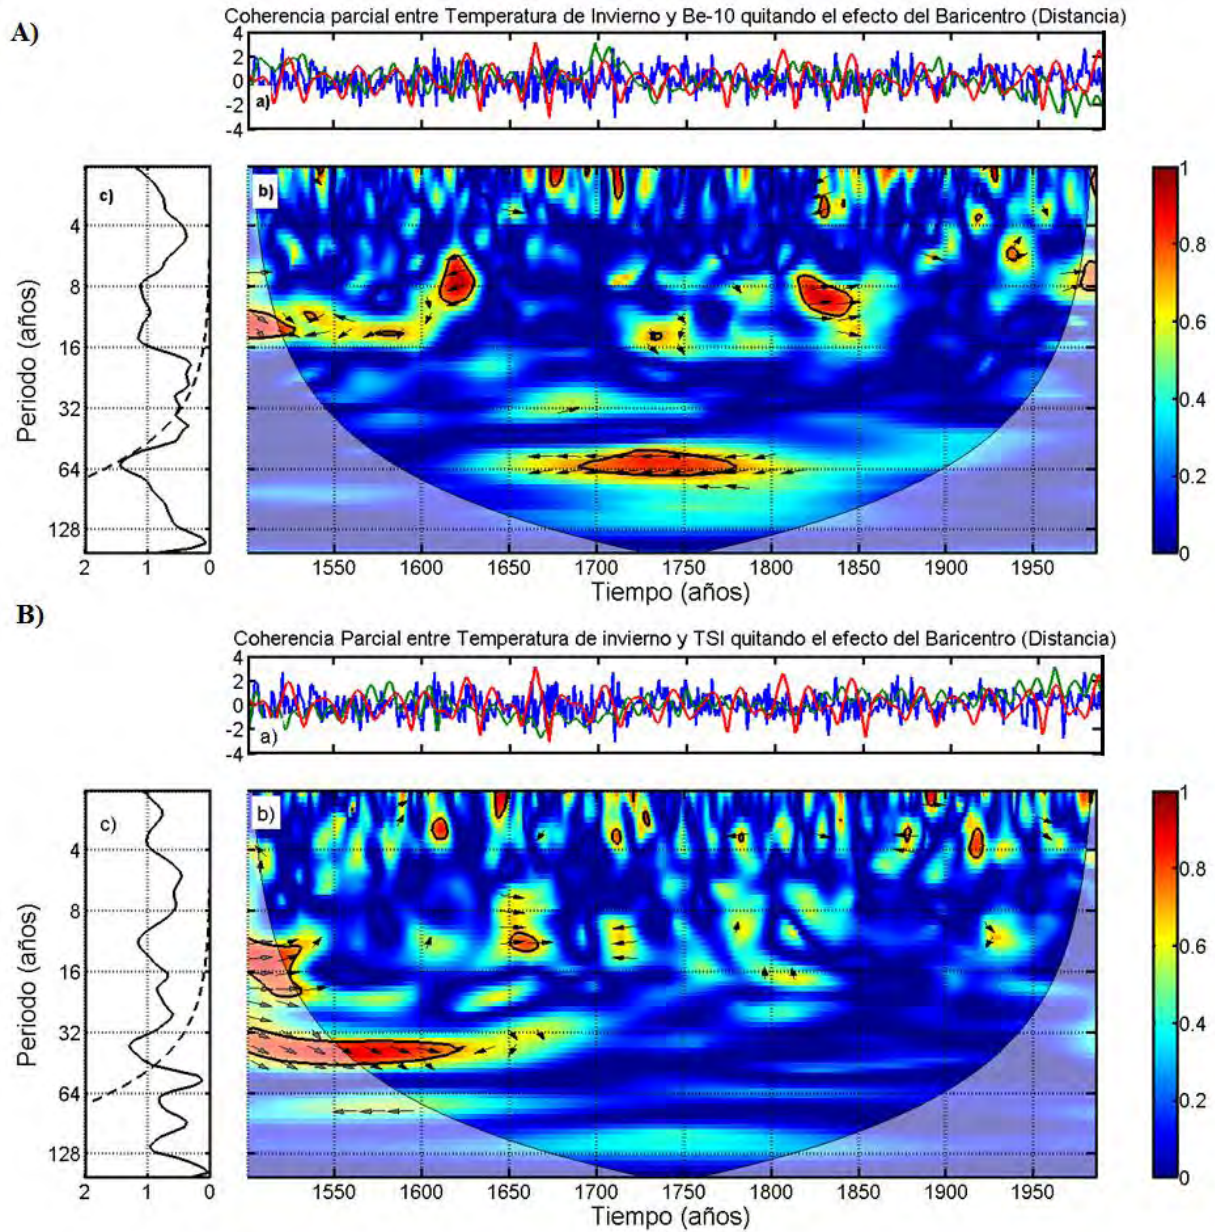 A)
Coherencia parcial entre Temperatura de Invierno y Be-10 quitando el efecto del Baricentro (Distancia)
4
2
0
-2
-4
a)
c)
b)
Periodo (años)
4
8
16
32
64
128
2 1 0
1550 1600 1650 1700 1750 1800 1850 1900 1950
Tiempo (años)
1
0.8
0.6
0.4
0.2
0
B)
Coherencia Parcial entre Temperatura de invierno y TSI quitando el efecto del Baricentro (Distancia)
4
2
0
-2
-4
a)
c)
b)
Periodo (años)
4
8
16
32
64
128
2 1 0
1550 1600 1650 1700 1750 1800 1850 1900 1950
Tiempo (años)
1
0.8
0.6
0.4
0.2
0